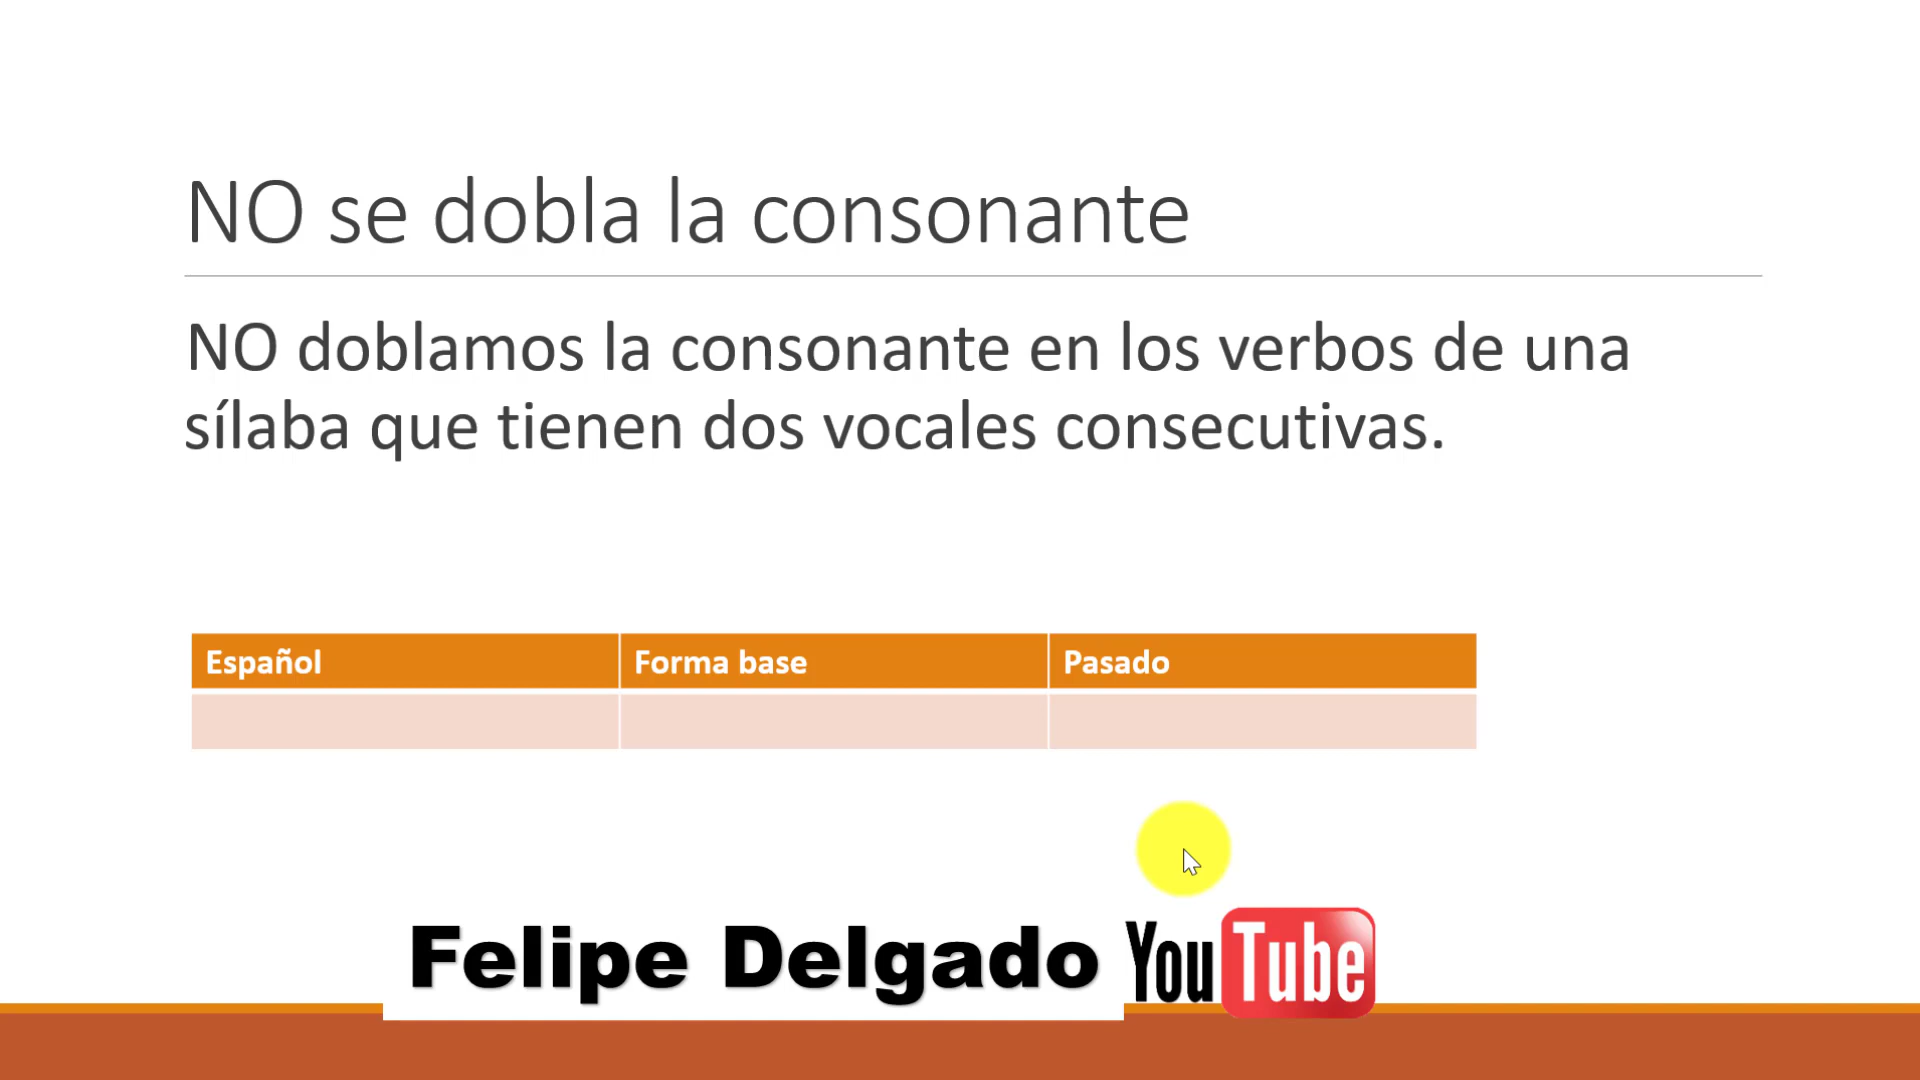 NO se dobla la consonante
NO doblamos la consonante en los verbos de una
sílaba que tienen dos vocales consecutivas.
Español Forma base Pasado
Felipe Delgado YouTube